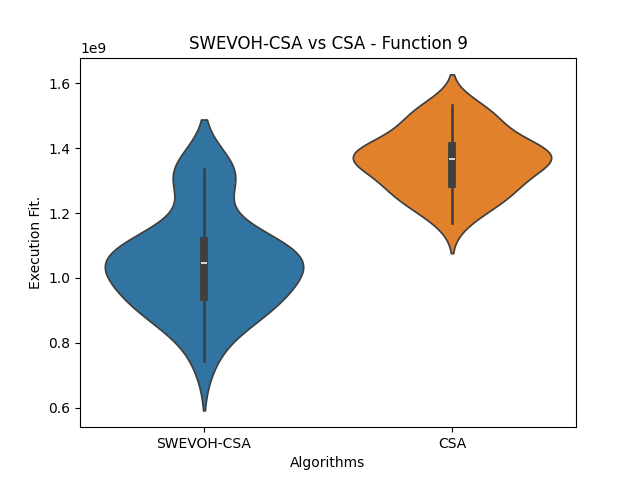 SWEVOH-CSA vs CSA - Function 9
1e9
1.6
1.4
1.2
1.0
0.8
0.6
Execution Fit.
SWEVOH-CSA
CSA
Algorithms